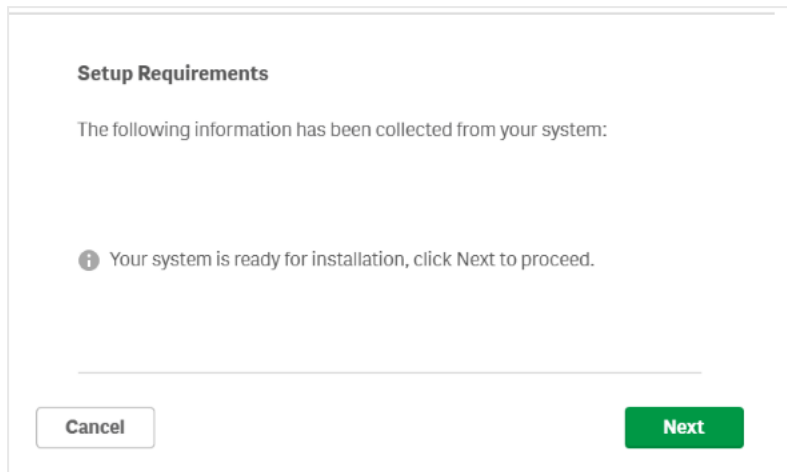 Setup Requirements
The following information has been collected from your system:
Your system is ready for installation, click Next to proceed.
Cancel
Next